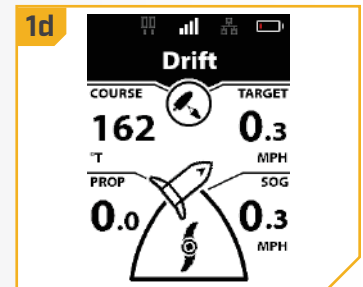 1d
Drift
COURSE TARGET
162 0.3
°T MPH
PROP SOG
0.0 0.3
MPH